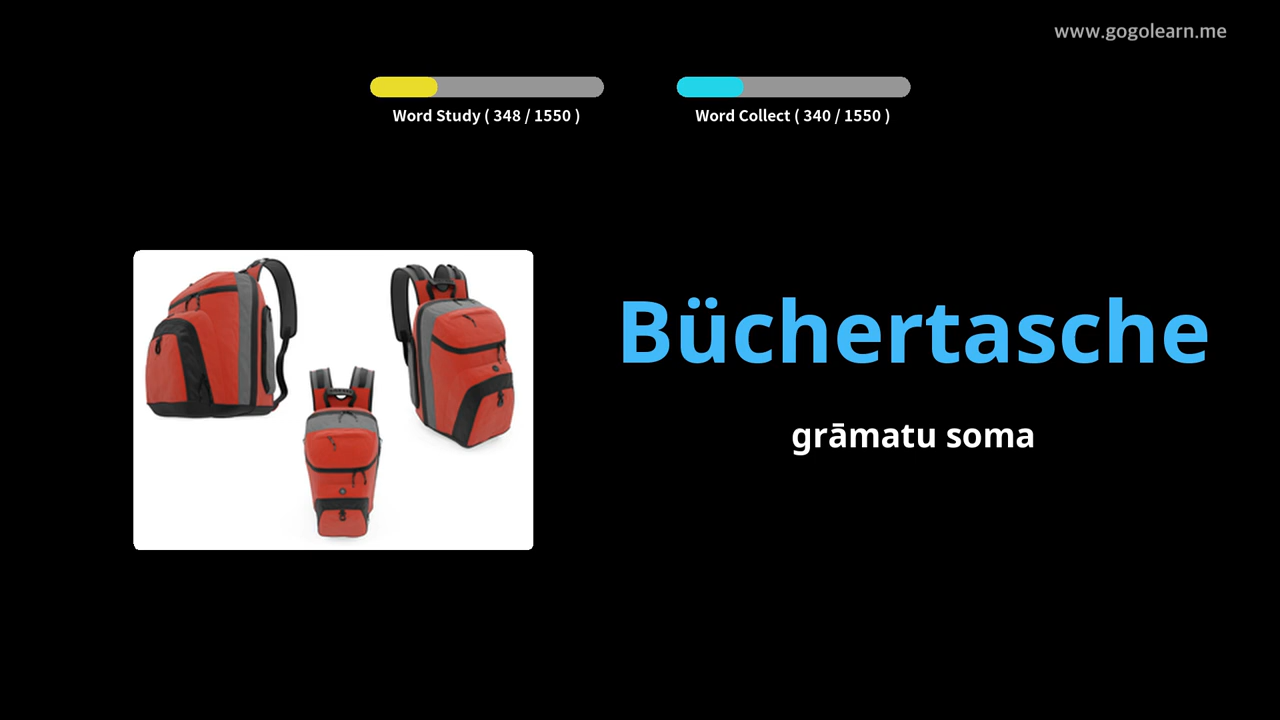 www.gogolearn.me
Word Study ( 348 / 1550 )
Word Collect ( 340 / 1550 )
Büchertasche
grāmatu soma